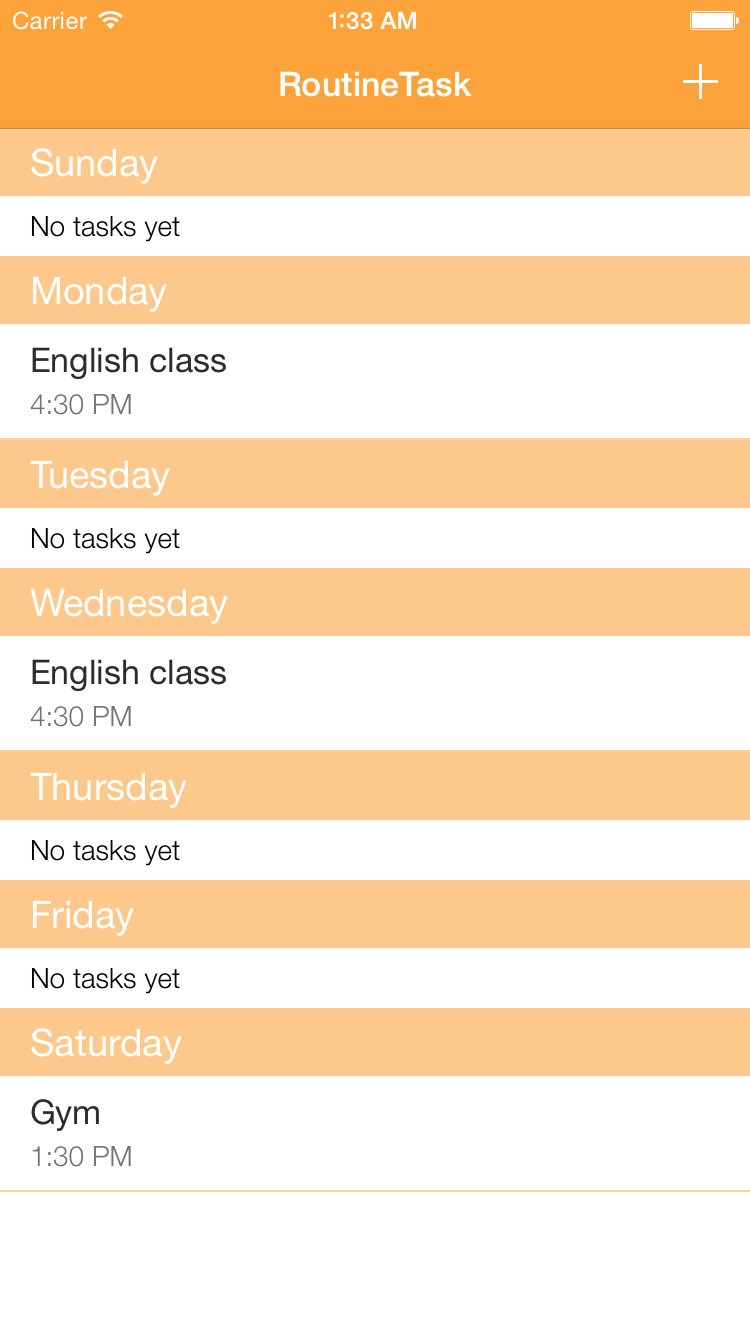 Carrier 1:33 AM
RoutineTask
Sunday
No tasks yet
Monday
English class
4:30 PM
Tuesday
No tasks yet
Wednesday
English class
4:30 PM
Thursday
No tasks yet
Friday
No tasks yet
Saturday
Gym
1:30 PM